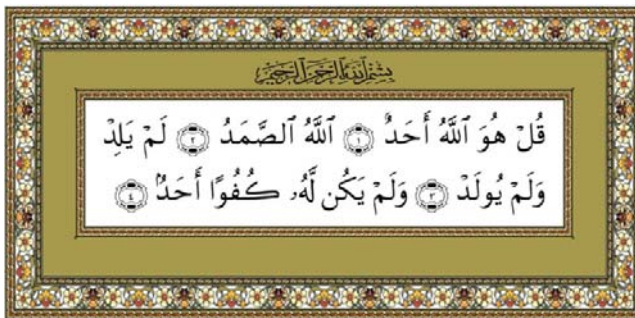 بِسْمِ ٱللَّهِ ٱلرَّحْمَٰنِ ٱلرَّحِيمِ
قُلْ هُوَ ٱللَّهُ أَحَدٌ ١ ٱللَّهُ ٱلصَّمَدُ ٢ لَمْ يَلِدْ
وَلَمْ يُولَدْ ٣ وَلَمْ يَكُن لَّهُۥ كُفُوًا أَحَدٌۢ ٤